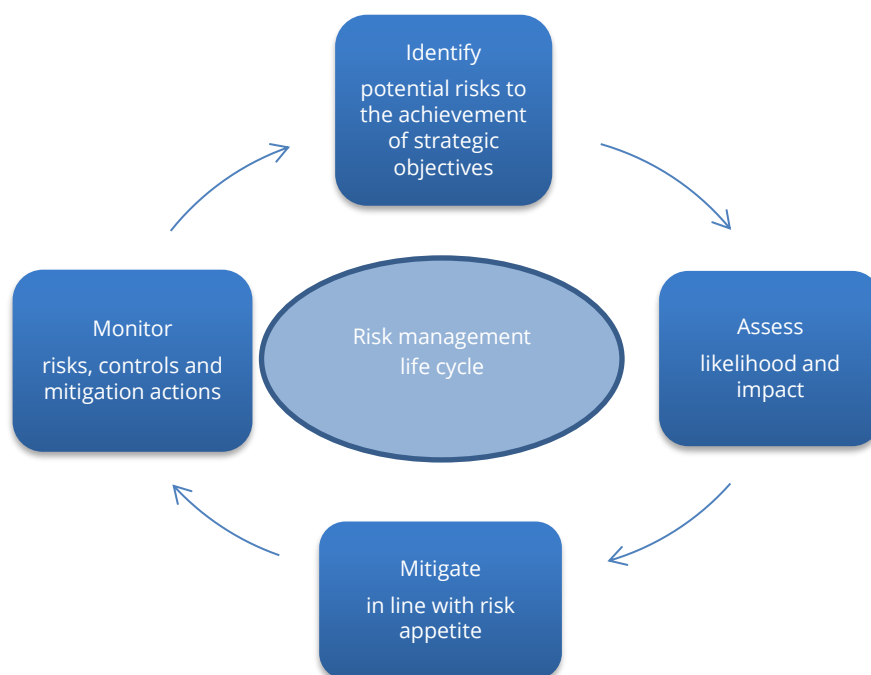 Identify
potential risks to
the achievement
of strategic
objectives
Assess
likelihood and
impact
Mitigate
in line with risk
appetite
Monitor
risks, controls and
mitigation actions
Risk management
life cycle